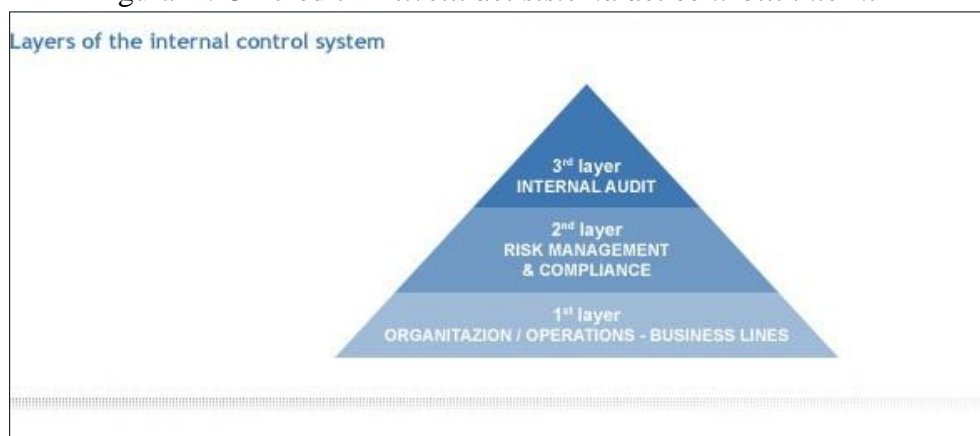 Layers of the internal control system
3rd layer
INTERNAL AUDIT
2nd layer
RISK MANAGEMENT
& COMPLIANCE
1st layer
ORGANITAZION / OPERATIONS - BUSINESS LINES